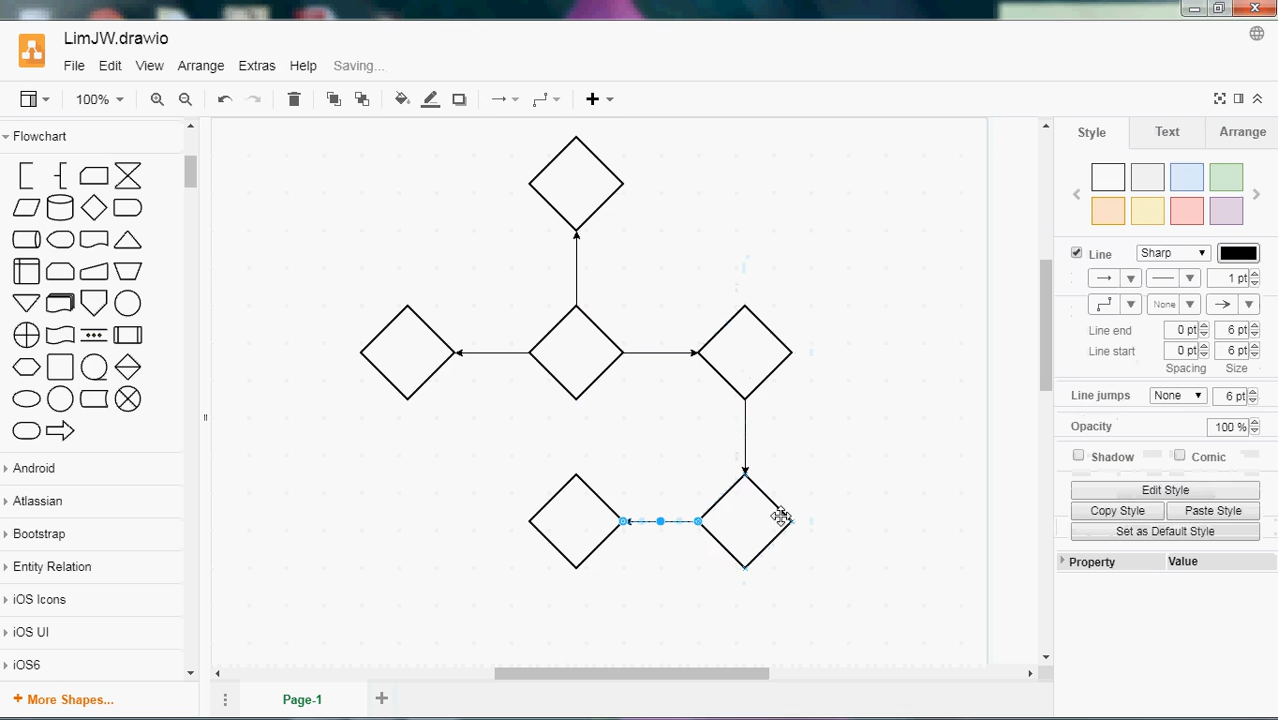 LimJW.drawio
File Edit View Arrange Extras Help Saving...
100%
Flowchart
Android
Atlassian
Bootstrap
Entity Relation
iOS Icons
iOS UI
iOS6
+ More Shapes...
Page-1
Style Text Arrange
Line Sharp
1 pt
None
Line end 0 pt 6 pt
Line start 0 pt 6 pt
Spacing Size
Line jumps None 6 pt
Opacity 100 %
Shadow Comic
Edit Style
Copy Style Paste Style
Set as Default Style
Property Value